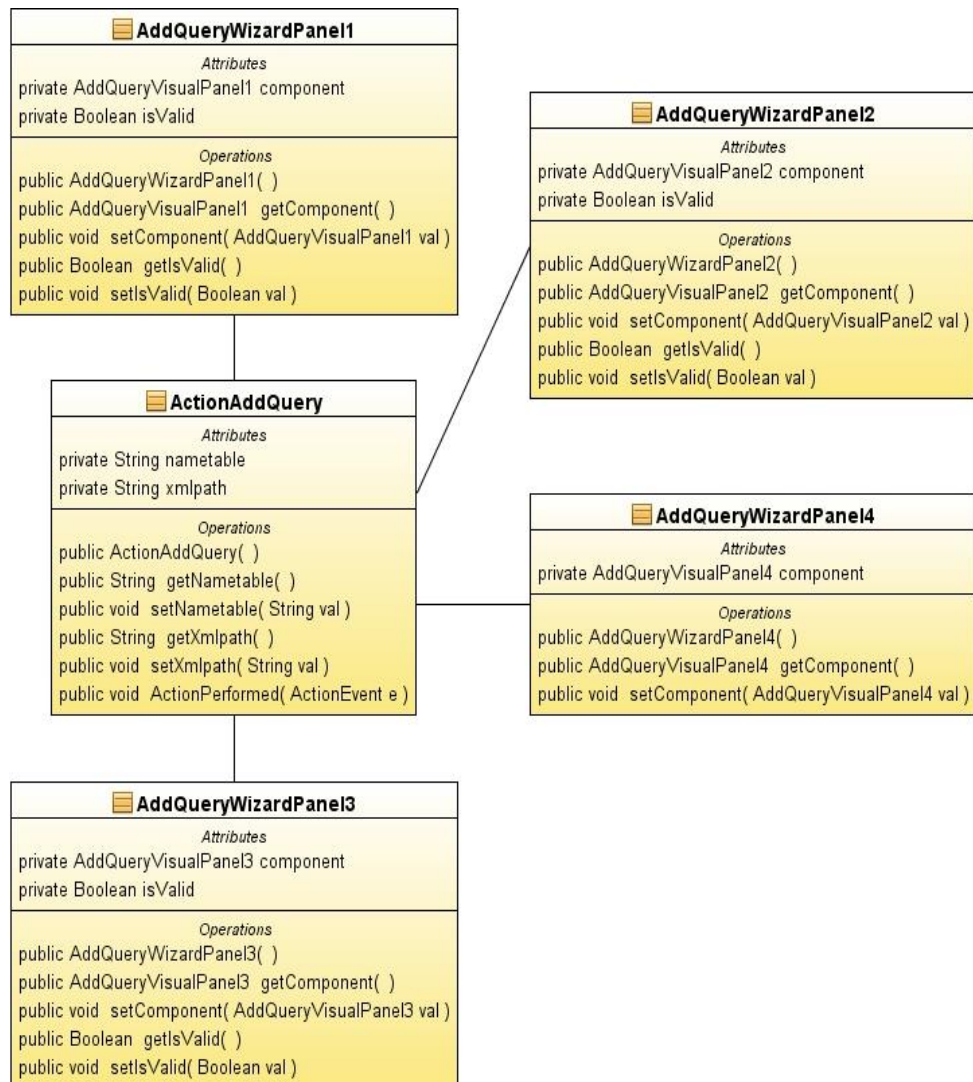 AddQueryWizardPanel1
Attributes
private AddQueryVisualPanel1 component
private Boolean isValid
Operations
public AddQueryWizardPanel1( )
public AddQueryVisualPanel1 getComponent( )
public void setComponent( AddQueryVisualPanel1 val )
public Boolean getIsValid( )
public void setIsValid( Boolean val )
AddQueryWizardPanel2
Attributes
private AddQueryVisualPanel2 component
private Boolean isValid
Operations
public AddQueryWizardPanel2( )
public AddQueryVisualPanel2 getComponent( )
public void setComponent( AddQueryVisualPanel2 val )
public Boolean getIsValid( )
public void setIsValid( Boolean val )
ActionAddQuery
Attributes
private String nametable
private String xmlpath
Operations
public ActionAddQuery( )
public String getNametable( )
public void setNametable( String val )
public String getXmlpath( )
public void setXmlpath( String val )
public void ActionPerformed( ActionEvent e )
AddQueryWizardPanel4
Attributes
private AddQueryVisualPanel4 component
Operations
public AddQueryWizardPanel4( )
public AddQueryVisualPanel4 getComponent( )
public void setComponent( AddQueryVisualPanel4 val )
AddQueryWizardPanel3
Attributes
private AddQueryVisualPanel3 component
private Boolean isValid
Operations
public AddQueryWizardPanel3( )
public AddQueryVisualPanel3 getComponent( )
public void setComponent( AddQueryVisualPanel3 val )
public Boolean getIsValid( )
public void setIsValid( Boolean val )